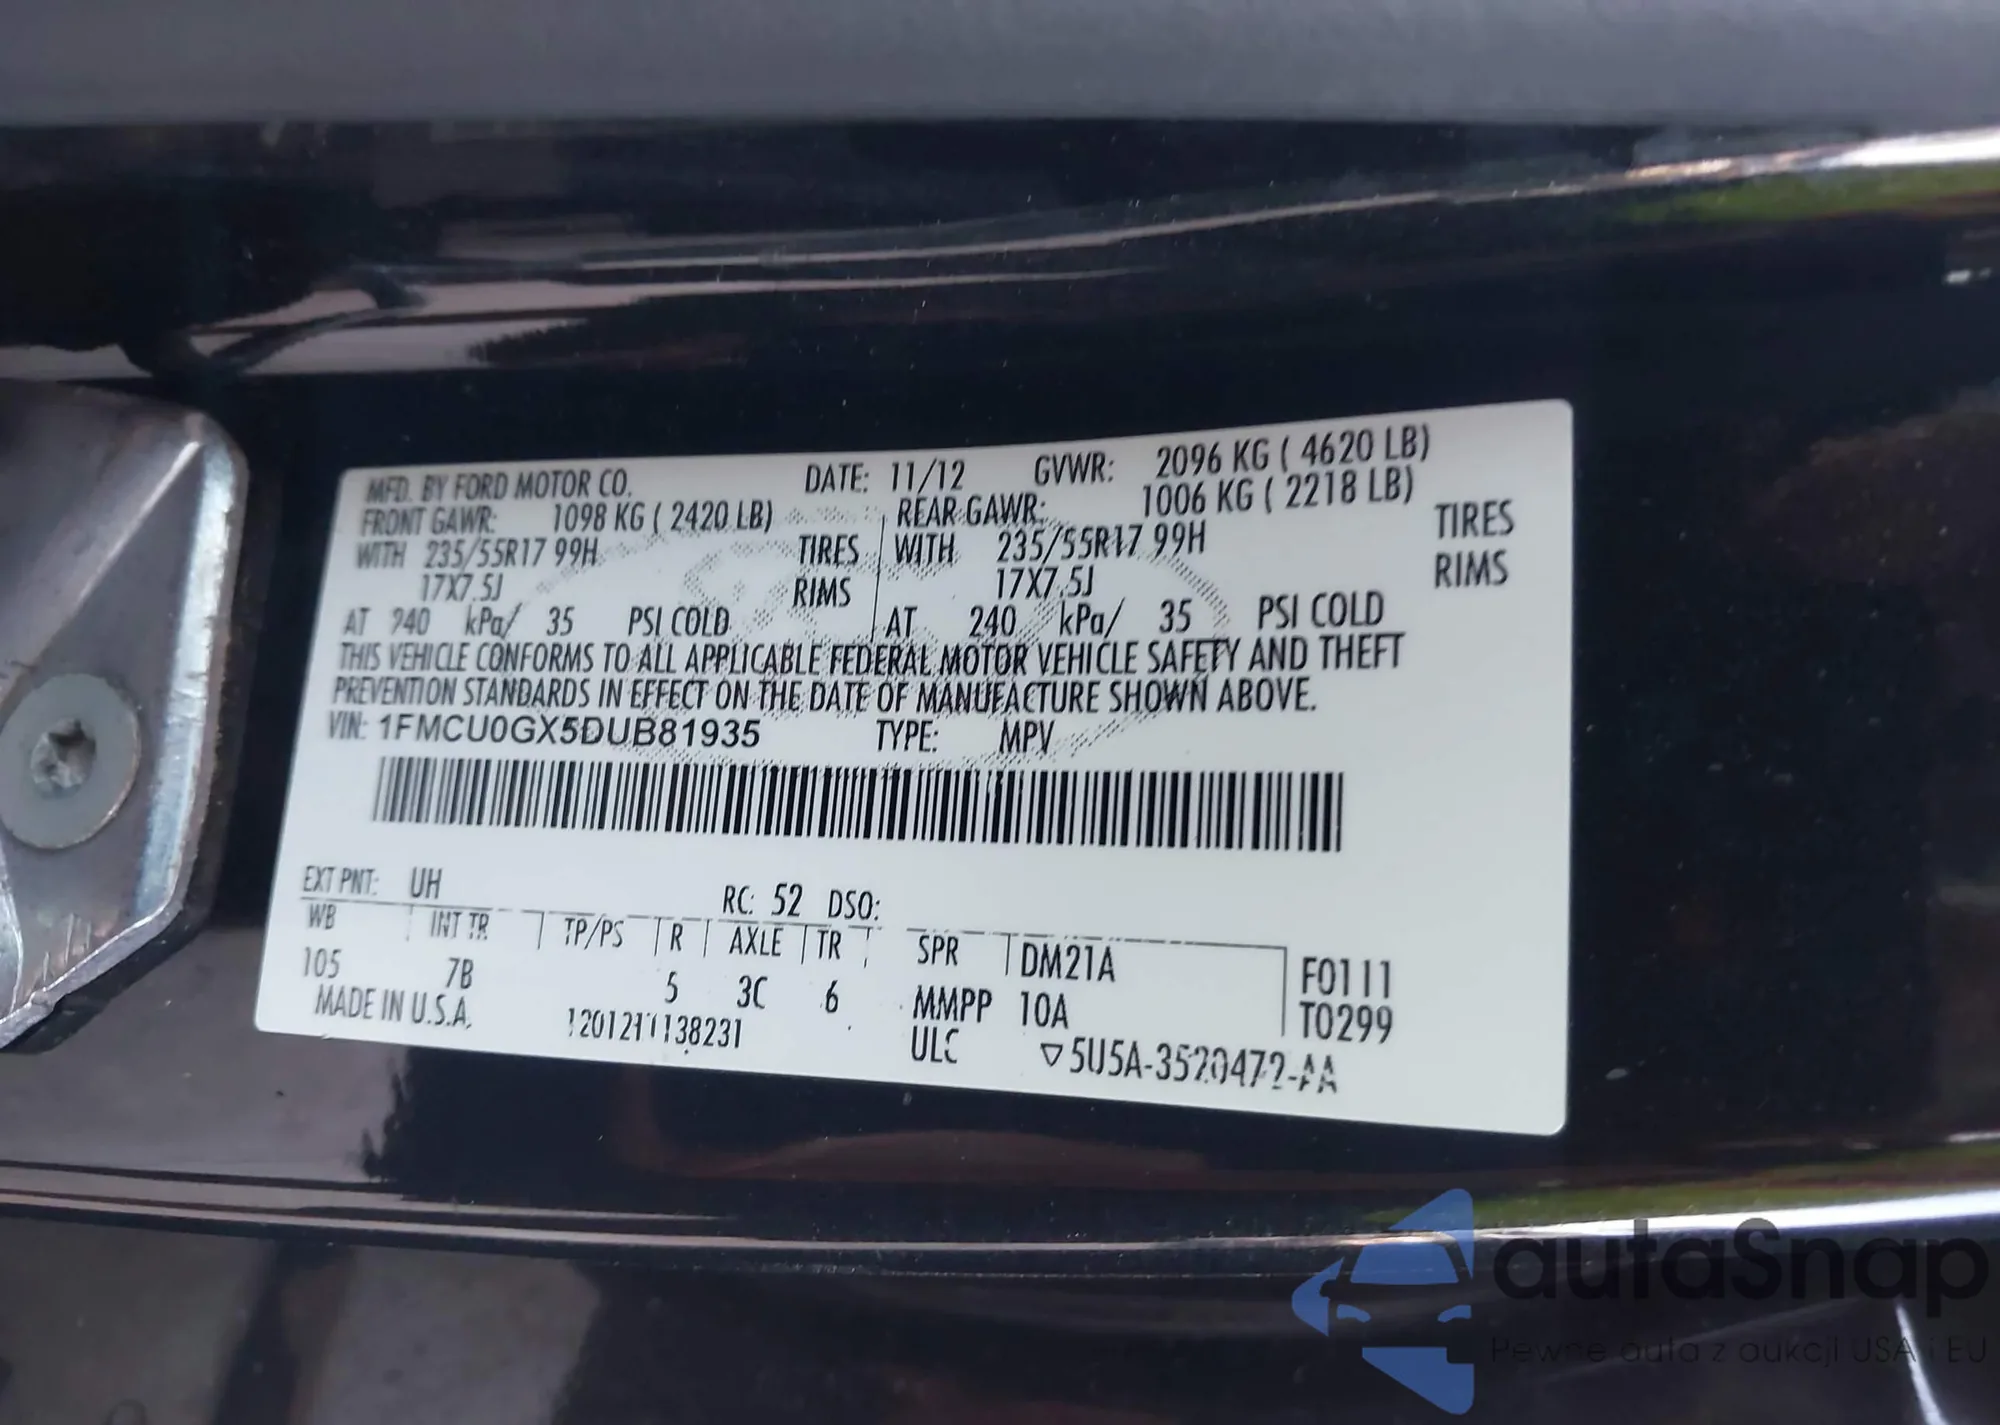 MFD. BY FORD MOTOR CO. DATE: 11/12 GVWR: 2096 KG ( 4620 LB)
FRONT GAWR: 1098 KG ( 2420 LB) REAR GAWR: 1006 KG ( 2218 LB)
WITH 235/55R17 99H TIRES WITH 235/55R17 99H TIRES
17X7.5J RIMS 17X7.5J RIMS
AT 240 kPa/ 35 PSI COLD AT 240 kPa/ 35 PSI COLD
THIS VEHICLE CONFORMS TO ALL APPLICABLE FEDERAL MOTOR VEHICLE SAFETY AND THEFT
PREVENTION STANDARDS IN EFFECT ON THE DATE OF MANUFACTURE SHOWN ABOVE.
VIN: 1FMCU0GX5DUB81935 TYPE: MPV
EXT PNT: UH RC: 52 DSO:
WB INT TR TP/PS R AXLE TR SPR DM21A F0111
105 7B 5 3C 6 MMPP 10A T0299
MADE IN U.S.A. ULC ▽5U5A-3520472-AA
autaSnap
Pewne auta z aukcji USA i EU